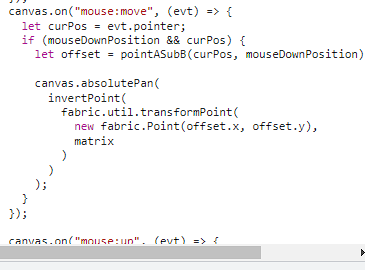 });
canvas.on("mouse:move", (evt) => {
let curPos = evt.pointer;
if (mouseDownPosition && curPos) {
let offset = pointASubB(curPos, mouseDownPosition)
canvas.absolutePan(
invertPoint(
fabric.util.transformPoint(
new fabric.Point(offset.x, offset.y),
matrix
)
)
);
}
});
canvas.on("mouse:up", (evt) => {